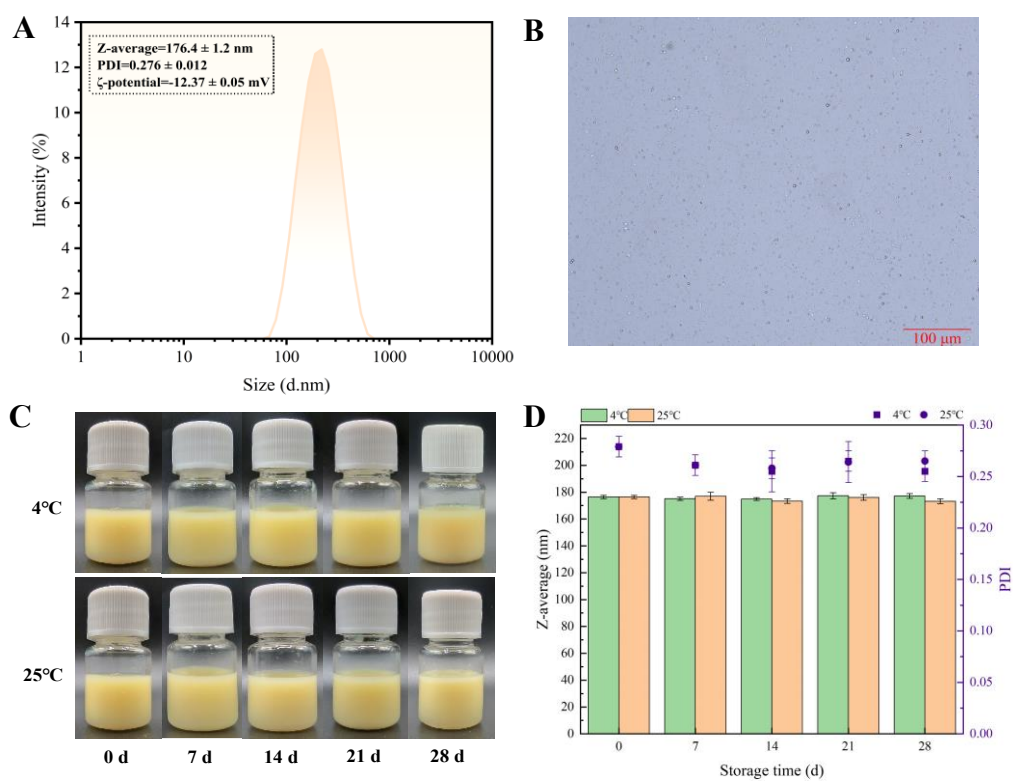 A
Z-average=176.4 ± 1.2 nm
PDI=0.276 ± 0.012
ζ-potential=-12.37 ± 0.05 mV
14
12
10
8
6
4
2
0
Intensity (%)
1 10 100 1000 10000
Size (d.nm)
B
100 μm
C
4℃
25℃
0 d 7 d 14 d 21 d 28 d
D
4℃ 25℃ 4℃ 25℃
220
200
180
160
140
120
100
80
60
40
20
0
Z-average (nm)
0.30
0.25
0.20
0.15
0.10
0.05
0.00
PDI
0 7 14 21 28
Storage time (d)